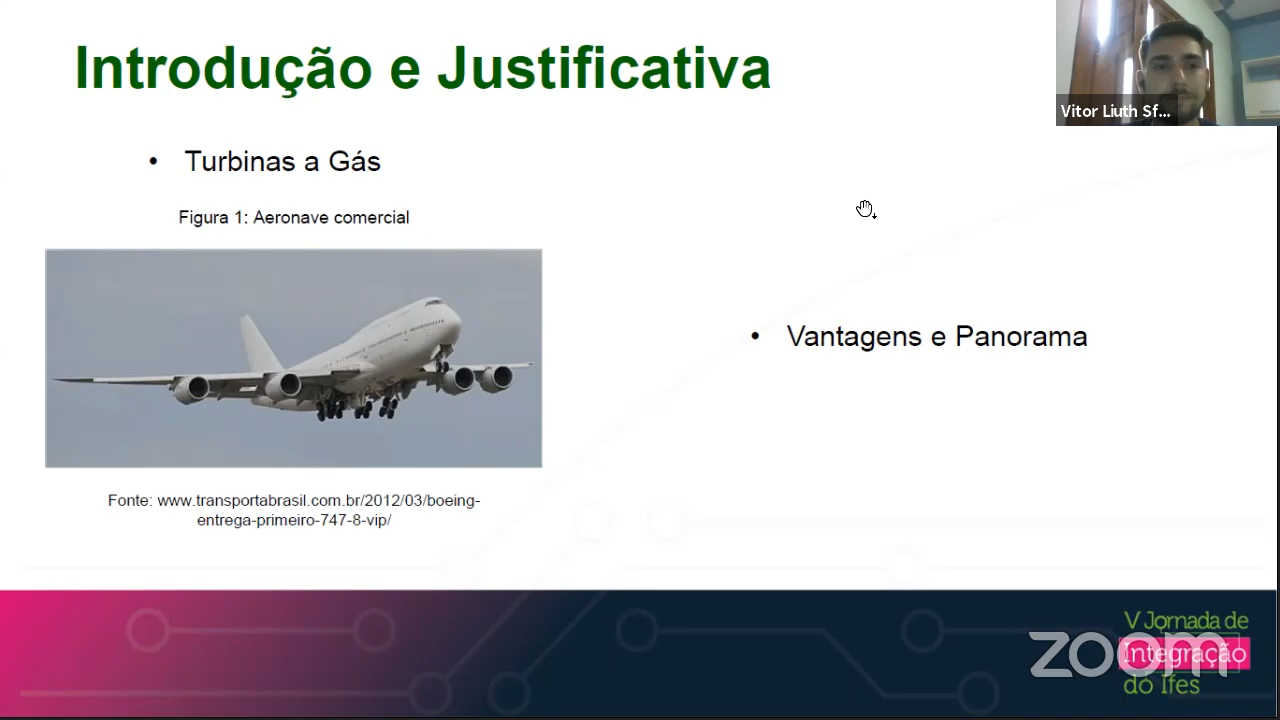 Introdução e Justificativa
Vitor Liuth Sf...
• Turbinas a Gás
Figura 1: Aeronave comercial
• Vantagens e Panorama
Fonte: www.transportabrasil.com.br/2012/03/boeing-
entrega-primeiro-747-8-vip/
V Jornada de
Integração
do Ifes
zoom